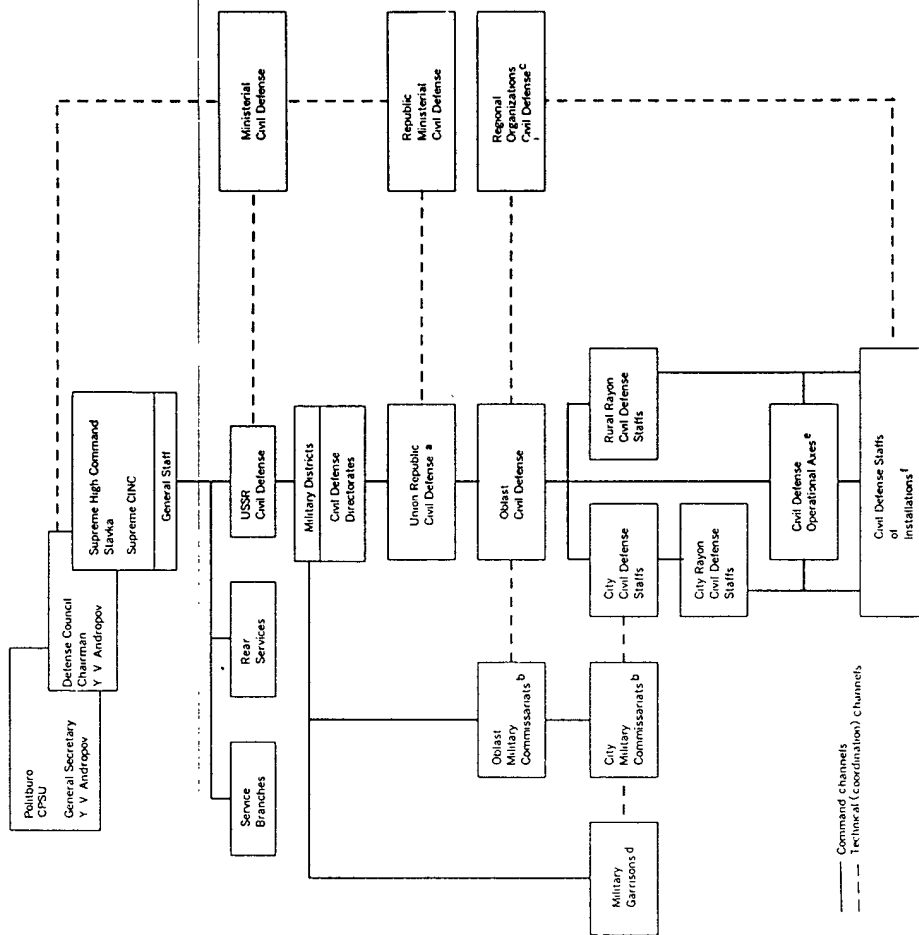 Politburo
CPSU
General Secretary
Y V Andropov
Defense Council
Chairman
Y V Andropov
Supreme High Command
Stavka
Supreme CINC
General Staff
Service
Branches
Rear
Services
USSR
Civil Defense
Ministerial
Civil Defense
Military Districts
Civil Defense
Directorates
Union Republic
Civil Defense a
Republic
Ministerial
Civil Defense
Oblast
Military
Commissariats b
Oblast
Civil Defense
Regional
Organizations
Civil Defense c
Military
Garrisons d
City
Military
Commissariats b
City
Civil Defense
Staffs
Rural Rayon
Civil Defense
Staffs
City Rayon
Civil Defense
Staffs
Civil Defense
Operational Axes e
Civil Defense Staffs
of
Installations f
Command channels
Technical (coordination) channels